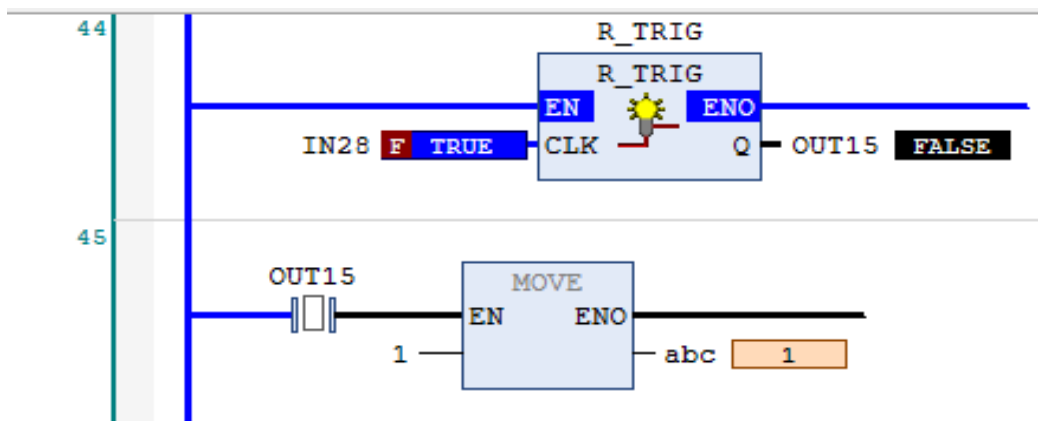 44
R_TRIG
R_TRIG
EN ENO
IN28 F TRUE CLK Q OUT15 FALSE
45
OUT15
MOVE
EN ENO
1 abc 1